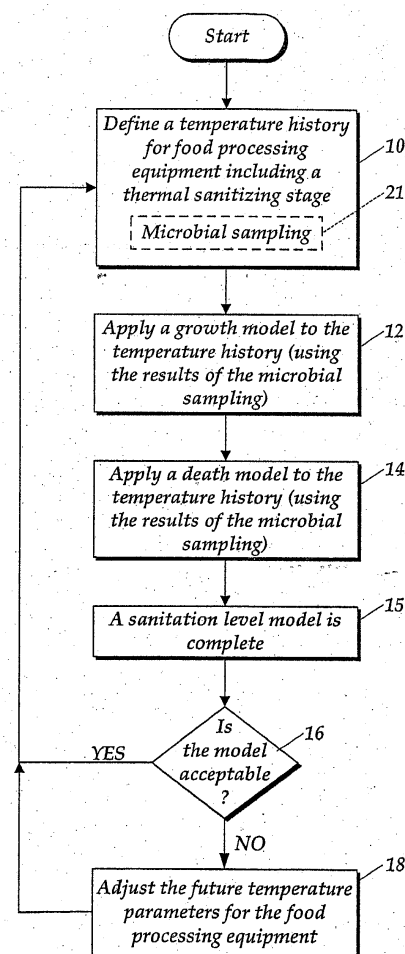 Start
Define a temperature history
for food processing
equipment including a
thermal sanitizing stage
10
21
Microbial sampling
Apply a growth model to the
temperature history (using
the results of the microbial
sampling)
12
Apply a death model to the
temperature history (using
the results of the microbial
sampling)
14
A sanitation level model is
complete
15
Is
the model
acceptable
?
16
YES
NO
Adjust the future temperature
parameters for the food
processing equipment
18